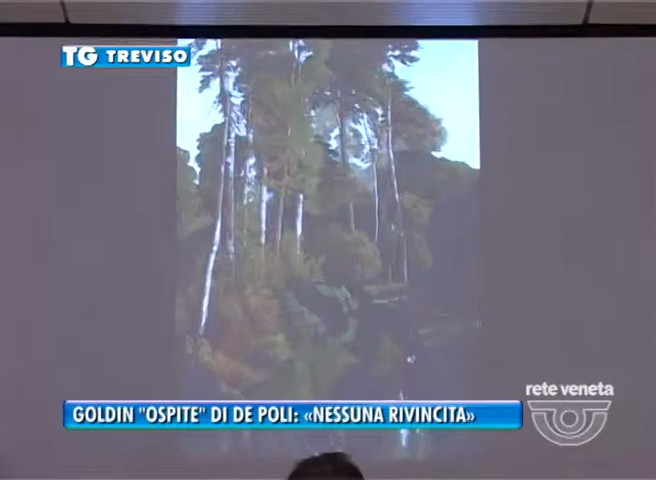 TG TREVISO
rete veneta
GOLDIN "OSPITE" DI DE POLI: «NESSUNA RIVINCITA»